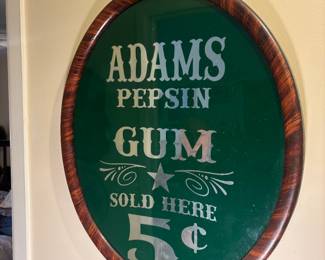 ADAMS
PEPSIN
GUM
SOLD HERE
5¢